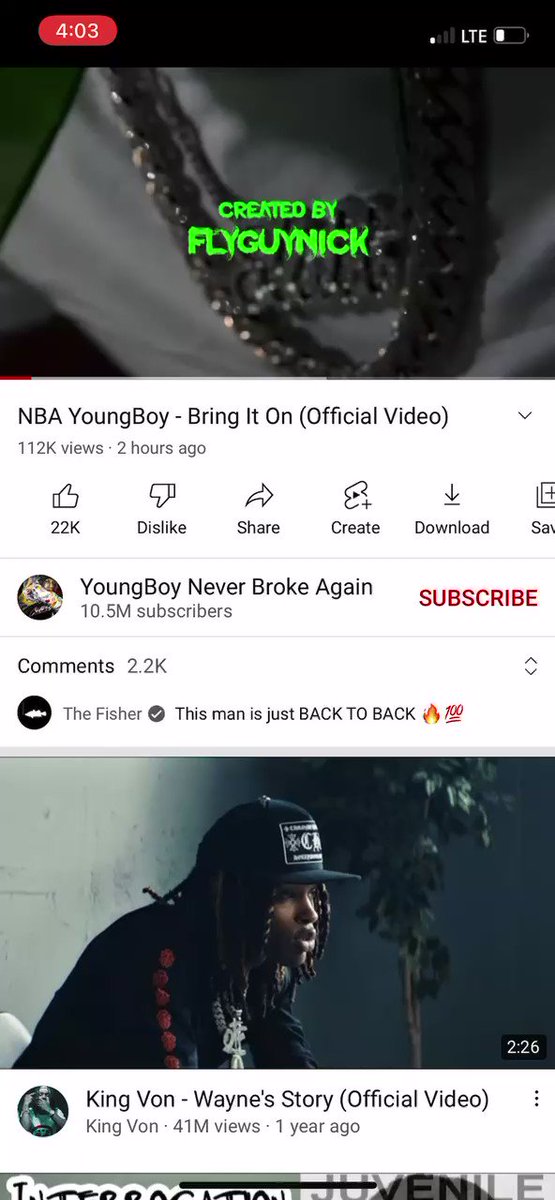 4:03
LTE
CREATED BY
FLYGUYNICK
NBA YoungBoy - Bring It On (Official Video)
112K views · 2 hours ago
22K Dislike Share Create Download Sav
YoungBoy Never Broke Again
10.5M subscribers
SUBSCRIBE
Comments 2.2K
The Fisher This man is just BACK TO BACK 🔥💯
2:26
King Von - Wayne's Story (Official Video)
King Von · 41M views · 1 year ago
INTERROGATION JUVENILE